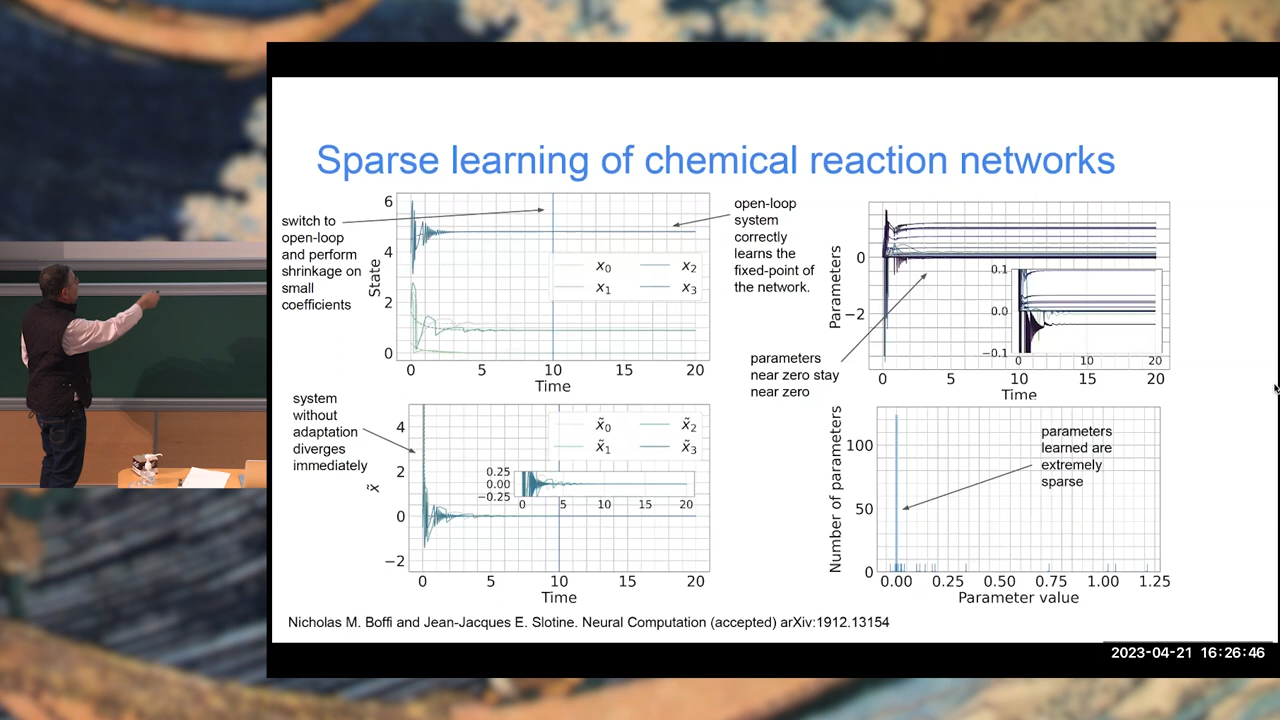 Sparse learning of chemical reaction networks
switch to
open-loop
and perform
shrinkage on
small
coefficients
State
6
4
2
0
x₀ x₂
x₁ x₃
0 5 10 15 20
Time
open-loop
system
correctly
learns the
fixed-point of
the network.
Parameters
0
−2
0.1
0.0
−0.1
0 10 20
0 5 10 15 20
Time
parameters
near zero stay
near zero
system
without
adaptation
diverges
immediately
x̃
4
2
0
−2
x̃₀ x̃₂
x̃₁ x̃₃
0.25
0.00
−0.25
0 5 10 15 20
0 5 10 15 20
Time
Number of parameters
100
50
0
parameters
learned are
extremely
sparse
0.00 0.25 0.50 0.75 1.00 1.25
Parameter value
Nicholas M. Boffi and Jean-Jacques E. Slotine. Neural Computation (accepted) arXiv:1912.13154
2023-04-21 16:26:46